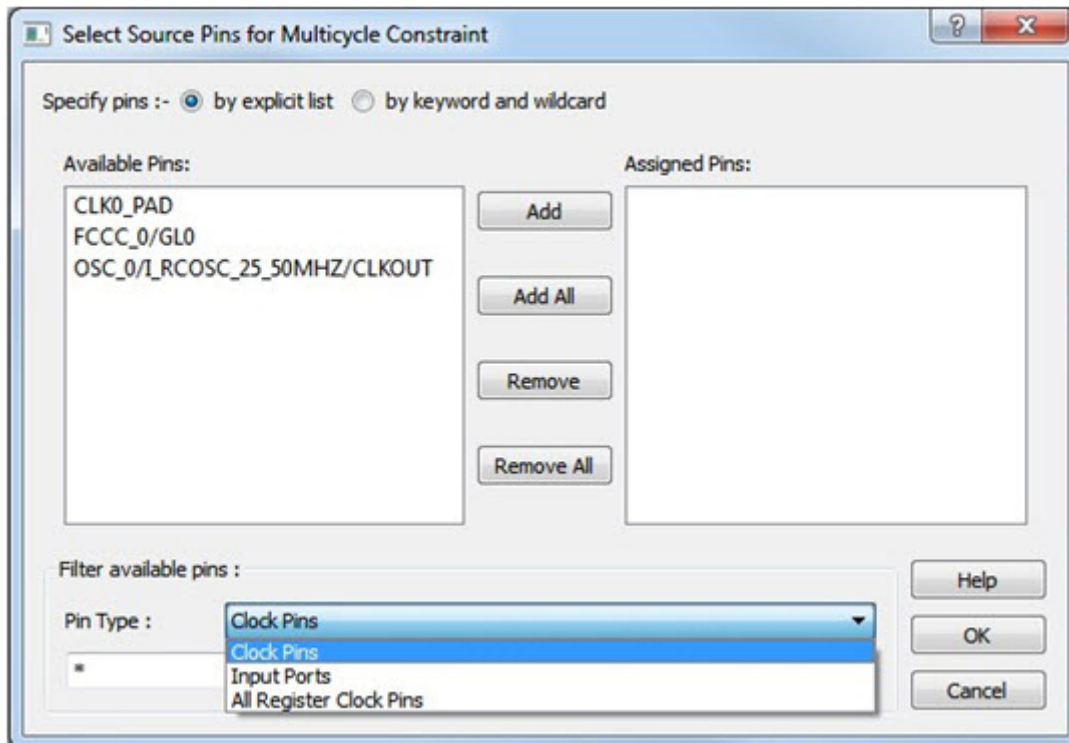 Select Source Pins for Multicycle Constraint
Specify pins :- by explicit list by keyword and wildcard
Available Pins:
Assigned Pins:
CLK0_PAD
FCCC_0/GL0
OSC_0/I_RCOSC_25_50MHZ/CLKOUT
Add
Add All
Remove
Remove All
Filter available pins :
Pin Type :
Clock Pins
Clock Pins
Input Ports
All Register Clock Pins
*
Help
OK
Cancel